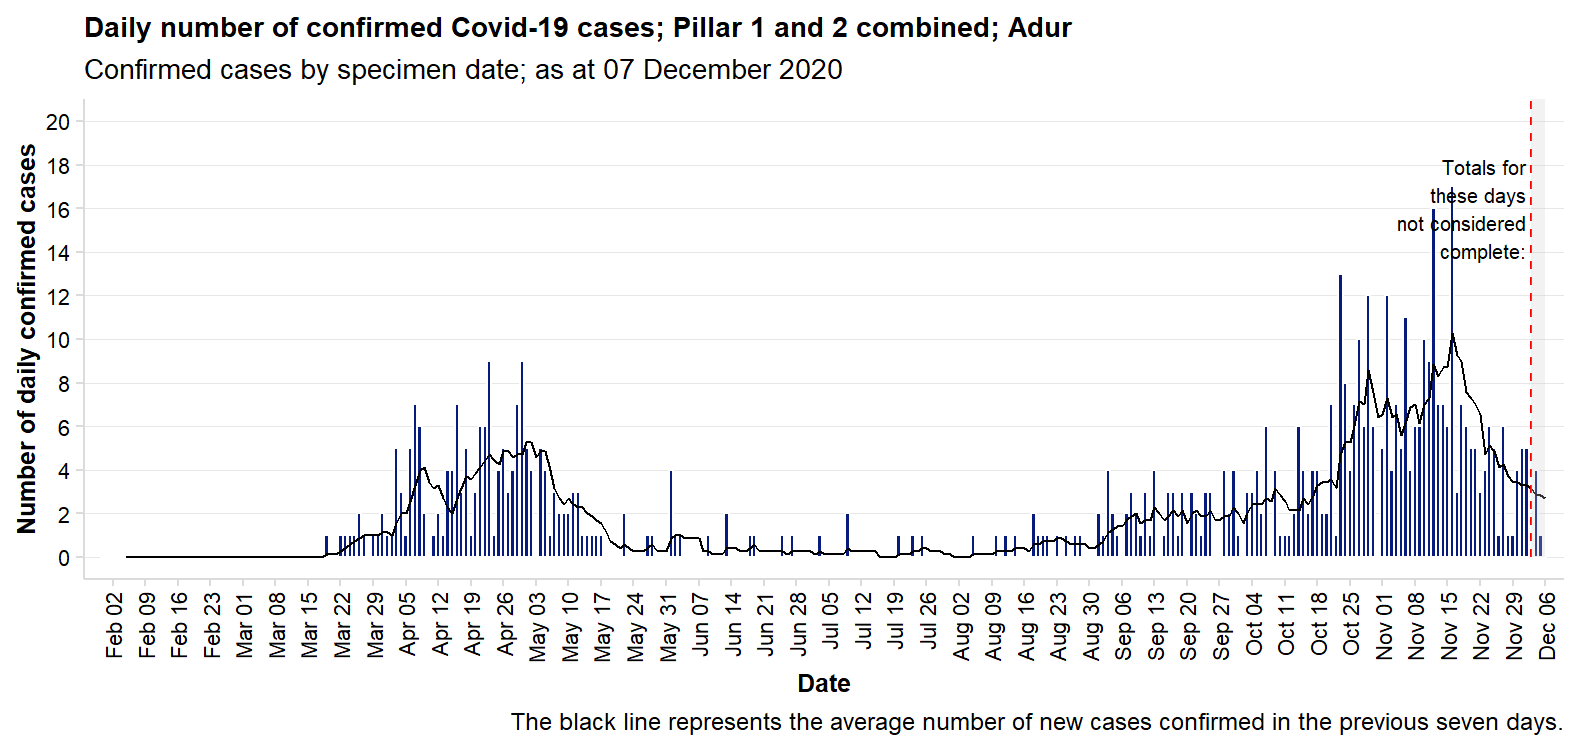 Daily number of confirmed Covid-19 cases; Pillar 1 and 2 combined; Adur
Confirmed cases by specimen date; as at 07 December 2020
Number of daily confirmed cases
20
18
16
14
12
10
8
6
4
2
0
Totals for
these days
not considered
complete:
Feb 02
Feb 09
Feb 16
Feb 23
Mar 01
Mar 08
Mar 15
Mar 22
Mar 29
Apr 05
Apr 12
Apr 19
Apr 26
May 03
May 10
May 17
May 24
May 31
Jun 07
Jun 14
Jun 21
Jun 28
Jul 05
Jul 12
Jul 19
Jul 26
Aug 02
Aug 09
Aug 16
Aug 23
Aug 30
Sep 06
Sep 13
Sep 20
Sep 27
Oct 04
Oct 11
Oct 18
Oct 25
Nov 01
Nov 08
Nov 15
Nov 22
Nov 29
Dec 06
Date
The black line represents the average number of new cases confirmed in the previous seven days.